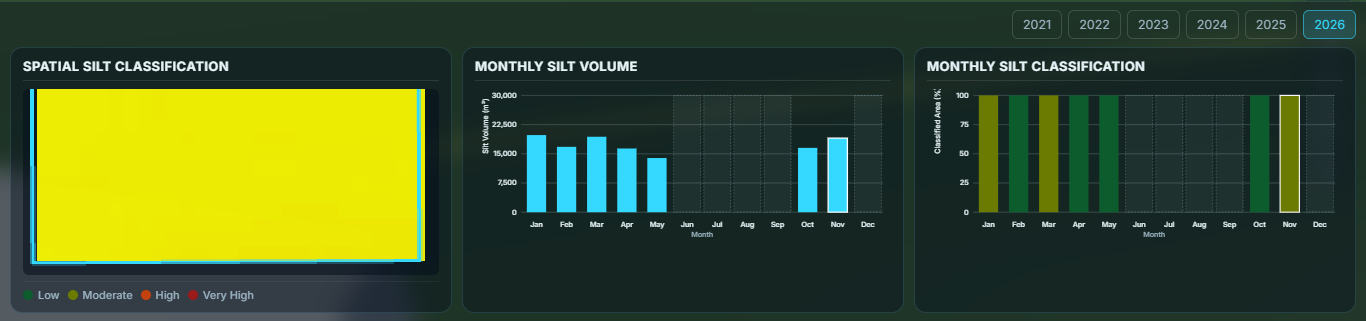 2021 2022 2023 2024 2025 2026
SPATIAL SILT CLASSIFICATION
Low Moderate High Very High
MONTHLY SILT VOLUME
Silt Volume (m³)
30,000
22,500
15,000
7,500
0
Jan Feb Mar Apr May Jun Jul Aug Sep Oct Nov Dec
Month
MONTHLY SILT CLASSIFICATION
Classified Area (%
100
75
50
25
0
Jan Feb Mar Apr May Jun Jul Aug Sep Oct Nov Dec
Month